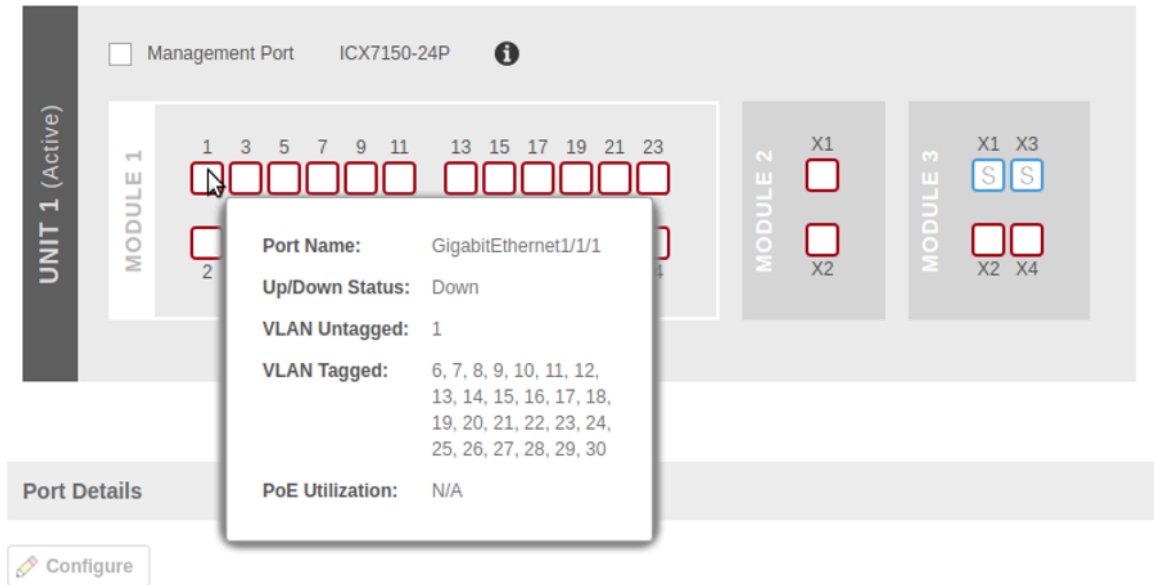 Management Port ICX7150-24P
UNIT 1 (Active)
MODULE 1
1 3 5 7 9 11 13 15 17 19 21 23
2
MODULE 2
X1
X2
MODULE 3
X1 X3
S S
X2 X4
Port Name: GigabitEthernet1/1/1
Up/Down Status: Down
VLAN Untagged: 1
VLAN Tagged: 6, 7, 8, 9, 10, 11, 12,
13, 14, 15, 16, 17, 18,
19, 20, 21, 22, 23, 24,
25, 26, 27, 28, 29, 30
PoE Utilization: N/A
Port Details
Configure